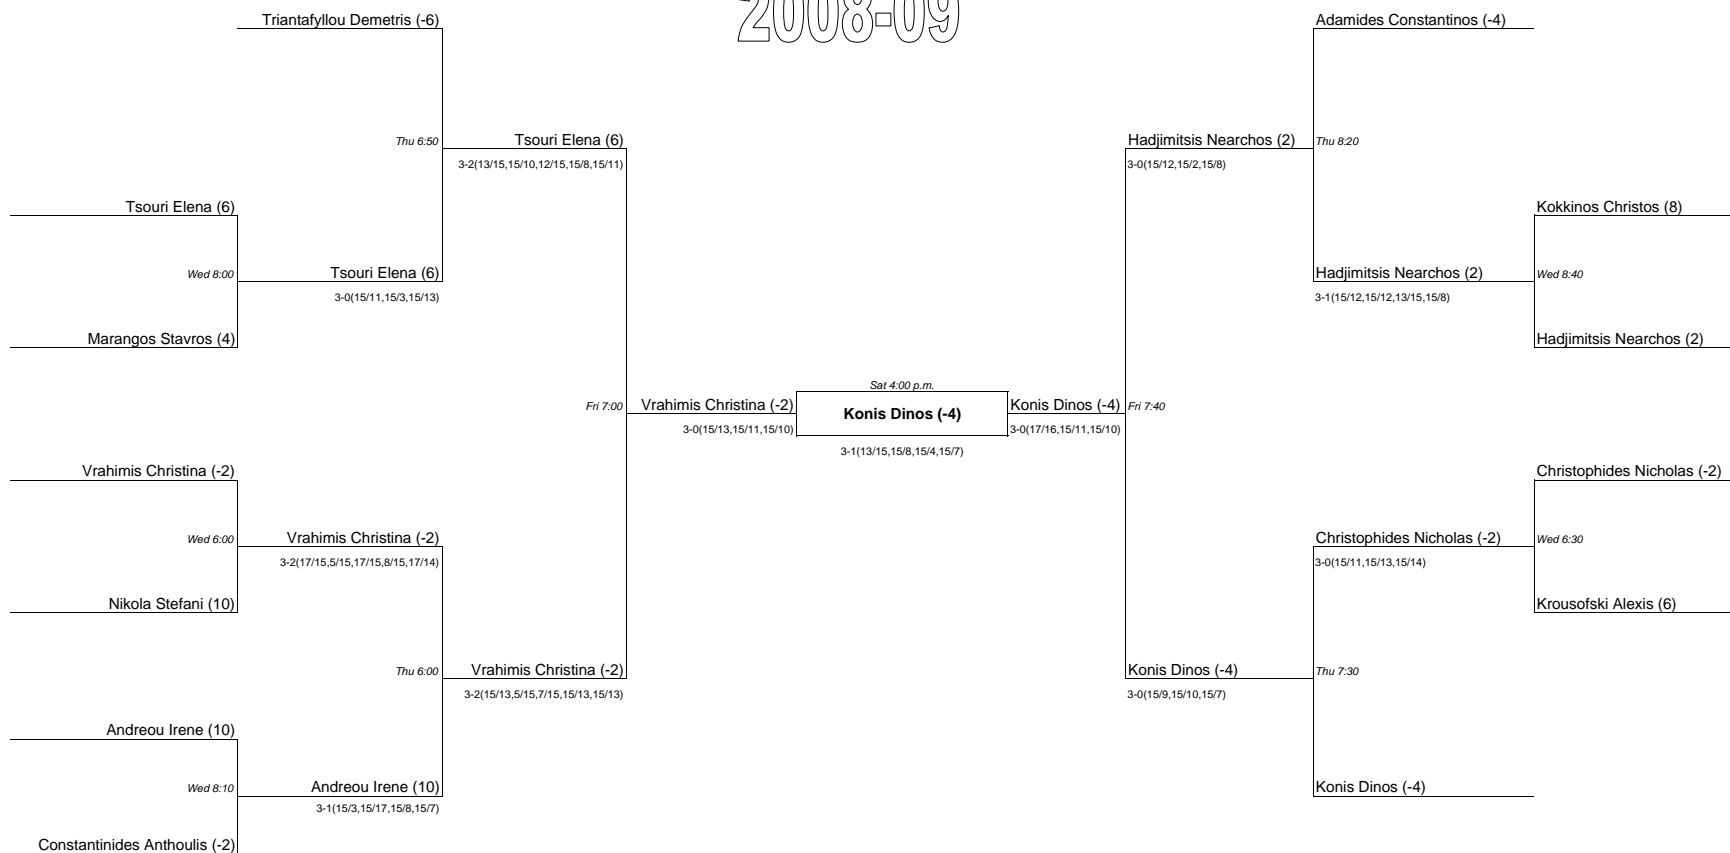 2008-09
Triantafyllou Demetris (-6)
Adamides Constantinos (-4)
Thu 6:50
Tsouri Elena (6)
3-2(13/15,15/10,12/15,15/8,15/11)
Hadjimitsis Nearchos (2)
3-0(15/12,15/2,15/8)
Thu 8:20
Tsouri Elena (6)
Kokkinos Christos (8)
Wed 8:00
Tsouri Elena (6)
3-0(15/11,15/3,15/13)
Hadjimitsis Nearchos (2)
3-1(15/12,15/12,13/15,15/8)
Wed 8:40
Marangos Stavros (4)
Hadjimitsis Nearchos (2)
Sat 4:00 p.m.
Fri 7:00
Vrahimis Christina (-2)
3-0(15/13,15/11,15/10)
Konis Dinos (-4)
3-1(13/15,15/8,15/4,15/7)
Konis Dinos (-4)
3-0(17/16,15/11,15/10)
Fri 7:40
Vrahimis Christina (-2)
Christophides Nicholas (-2)
Wed 6:00
Vrahimis Christina (-2)
3-2(17/15,5/15,17/15,8/15,17/14)
Christophides Nicholas (-2)
3-0(15/11,15/13,15/14)
Wed 6:30
Nikola Stefani (10)
Krousofski Alexis (6)
Thu 6:00
Vrahimis Christina (-2)
3-2(15/13,5/15,7/15,15/13,15/13)
Konis Dinos (-4)
3-0(15/9,15/10,15/7)
Thu 7:30
Andreou Irene (10)
Wed 8:10
Andreou Irene (10)
3-1(15/3,15/17,15/8,15/7)
Konis Dinos (-4)
Constantinides Anthoulis (-2)